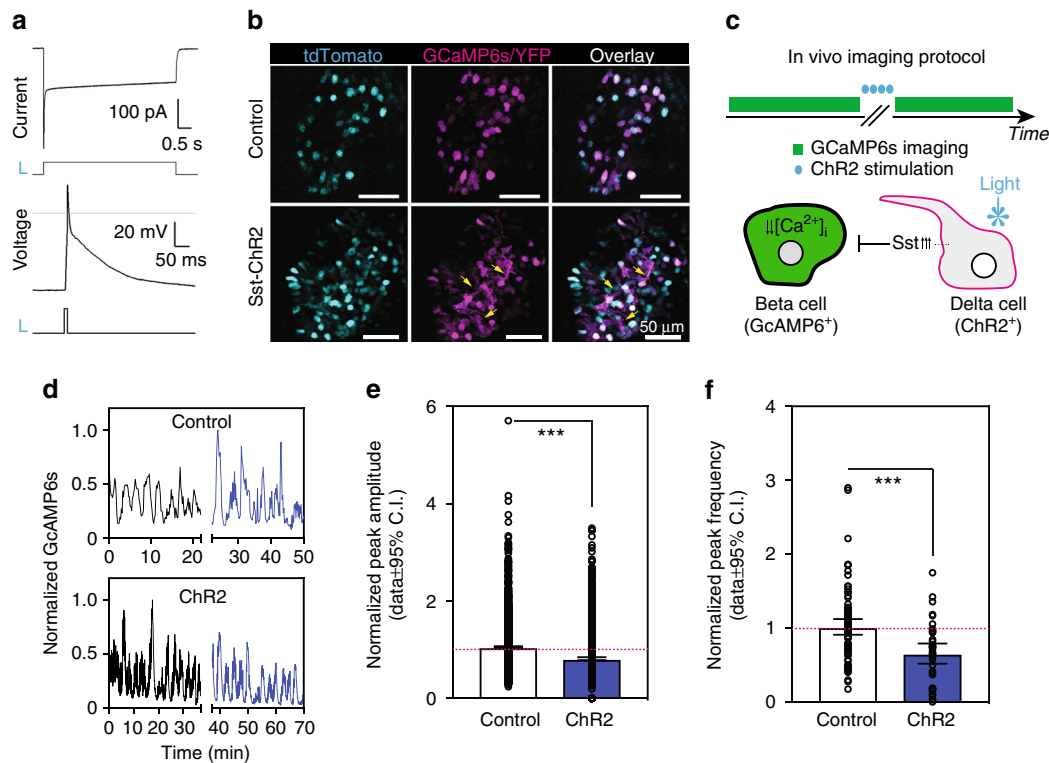 a
Current
100 pA
0.5 s
L
Voltage
20 mV
50 ms
L
b
tdTomato
GCaMP6s/YFP
Overlay
Control
Sst-ChR2
50 µm
c
In vivo imaging protocol
Time
GCaMP6s imaging
ChR2 stimulation
Light
↓↓[Ca²⁺]ᵢ
Sst↑↑↑
Beta cell
(GcAMP6⁺)
Delta cell
(ChR2⁺)
d
Normalized GcAMP6s
Control
1.0
0.5
0
0 10 20 30 40 50
ChR2
1.0
0.5
0
0 10 20 30 40 50 60 70
Time (min)
e
Normalized peak amplitude
(data±95% C.I.)
6
4
2
0
***
Control ChR2
f
Normalized peak frequency
(data±95% C.I.)
4
3
2
1
0
***
Control ChR2